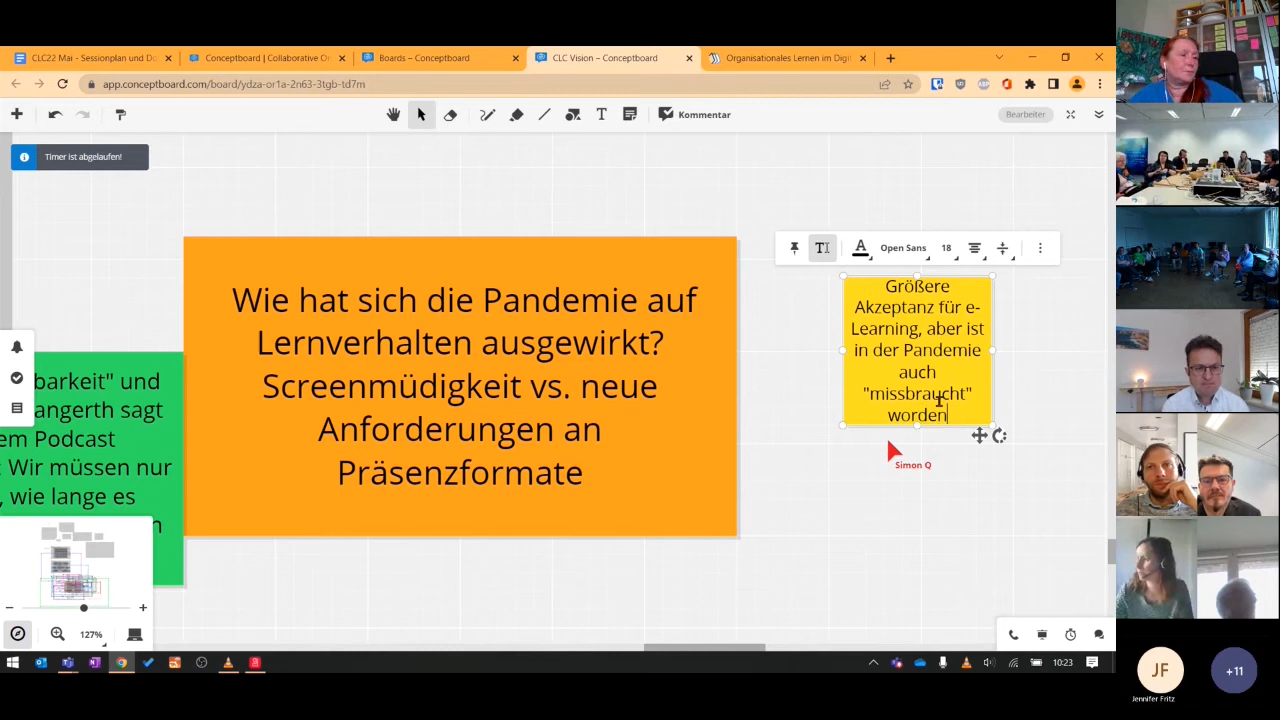 CLC22 Mai - Sessionplan und Do
Conceptboard | Collaborative On
Boards – Conceptboard
CLC Vision – Conceptboard
Organisationales Lernen im Digit
app.conceptboard.com/board/ydza-or1a-2n63-3tgb-td7m
T
Kommentar
Bearbeiter
Timer ist abgelaufen!
A
Open Sans
18
Wie hat sich die Pandemie auf
Lernverhalten ausgewirkt?
Screenmüdigkeit vs. neue
Anforderungen an
Präsenzformate
Größere
Akzeptanz für e-
Learning, aber ist
in der Pandemie
auch
"missbraucht"
worden
Simon Q
barkeit" und
angerth sagt
em Podcast
: Wir müssen nur
, wie lange es
127%
10:23
JF
Jennifer Fritz
+11